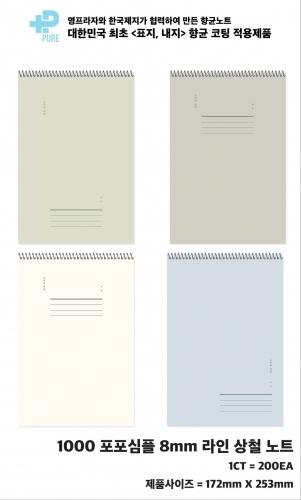 PURE
영프라자와 한국제지가 협력하여 만든 항균노트
대한민국 최초 <표지, 내지> 항균 코팅 적용제품
1000 포포심플 8mm 라인 상철 노트
1CT = 200EA
제품사이즈 = 172mm X 253mm